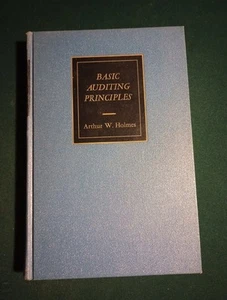 BASIC
AUDITING
PRINCIPLES
Arthur W. Holmes